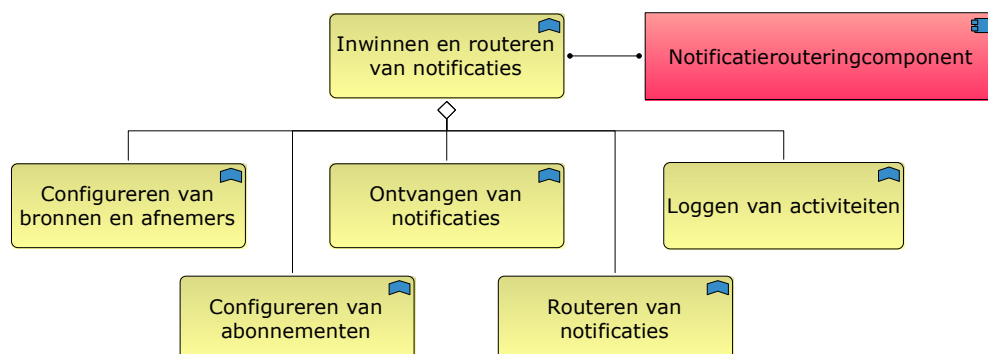 Inwinnen en routeren
van notificaties
Notificatierouteringcomponent
Configureren van
bronnen en afnemers
Ontvangen van
notificaties
Loggen van activiteiten
Configureren van
abonnementen
Routeren van
notificaties